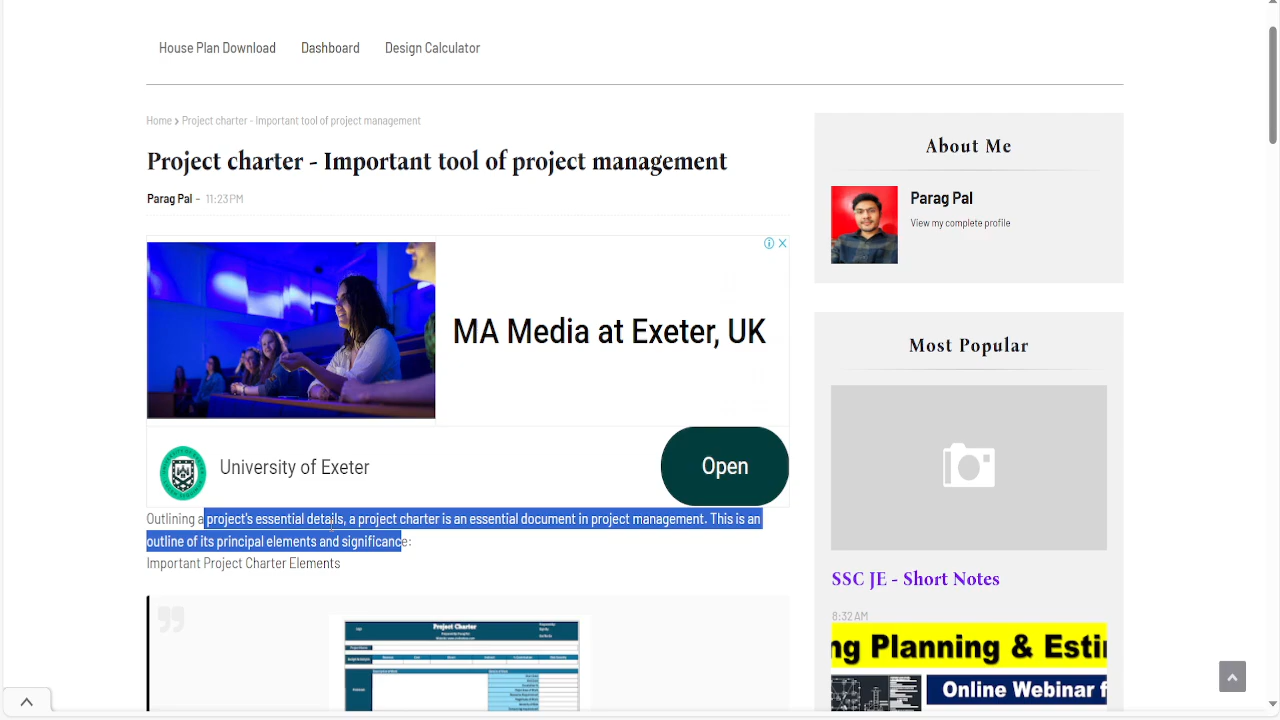 House Plan Download
Dashboard
Design Calculator
Home
Project charter - Important tool of project management
Project charter - Important tool of project management
Parag Pal - 11:23 PM
MA Media at Exeter, UK
University of Exeter
Open
Outlining a project's essential details, a project charter is an essential document in project management. This is an
outline of its principal elements and significance:
Important Project Charter Elements
Project Charter
About Me
Parag Pal
View my complete profile
Most Popular
SSC JE - Short Notes
8:32 AM
ng Planning & Esti
Online Webinar f